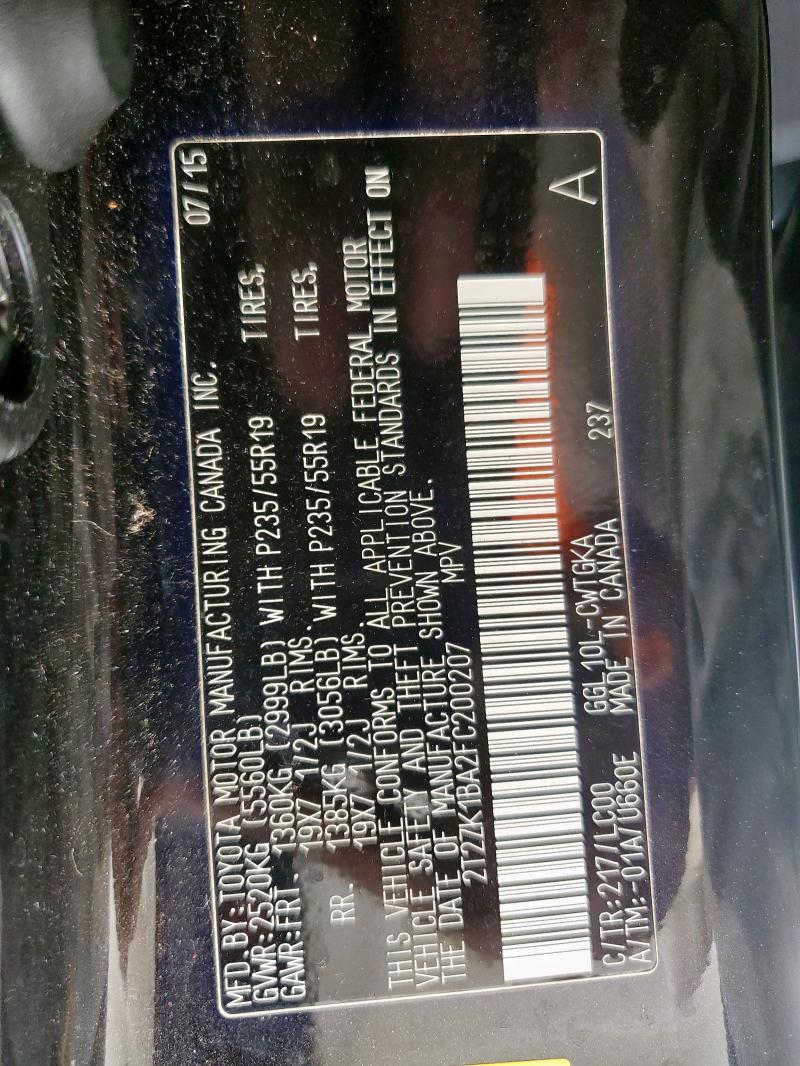 MFD.BY:TOYOTA MOTOR MANUFACTURING CANADA INC. 07/15
GVWR:2520KG (5560LB)
GAWR:FRT. 1360KG (2999LB) WITH P235/55R19 TIRES,
19X7 1/2J RIMS.
RR. 1385KG (3056LB) WITH P235/55R19 TIRES,
19X7 1/2J RIMS.
THIS VEHICLE CONFORMS TO ALL APPLICABLE FEDERAL MOTOR
VEHICLE SAFETY AND THEFT PREVENTION STANDARDS IN EFFECT ON
THE DATE OF MANUFACTURE SHOWN ABOVE.
2T2ZK1BA2FC200207 MPV
C/TR:217/LC00 GGL10L-CWTGKA 237 A
A/TM:-01A/U660E MADE IN CANADA